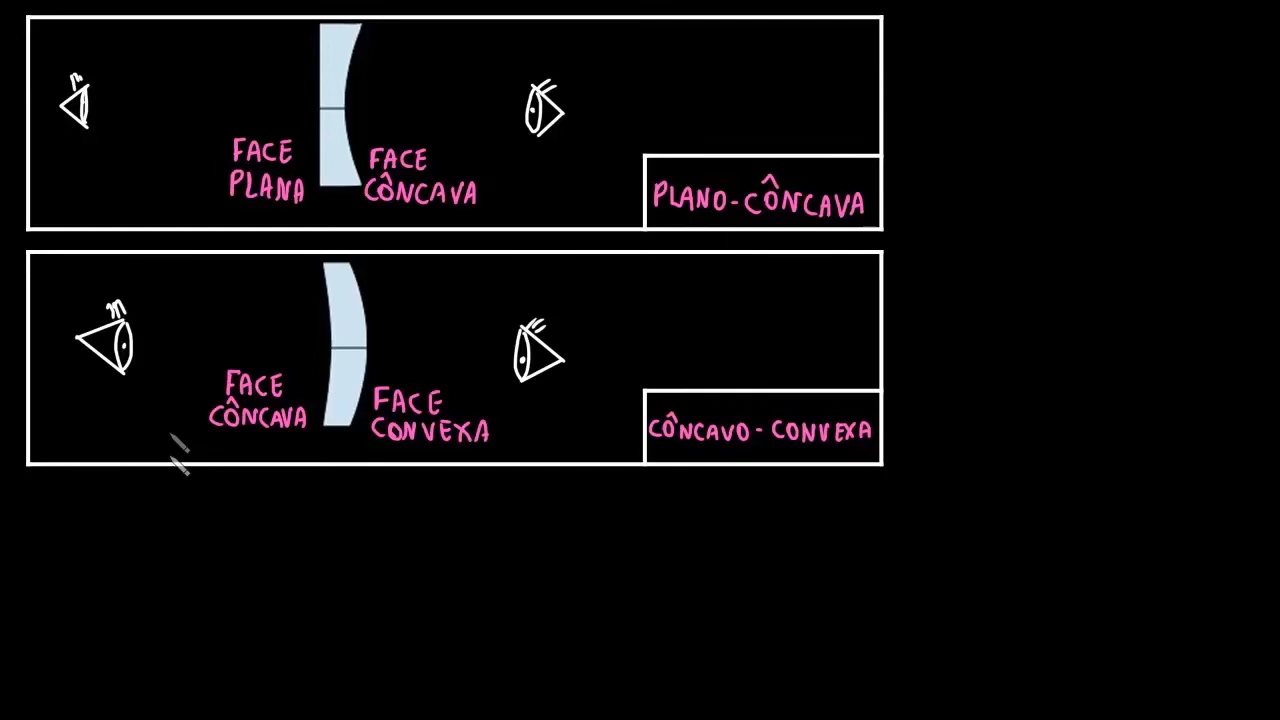 FACE
PLANA
FACE
CÔNCAVA
PLANO-CÔNCAVA
FACE
CÔNCAVA
FACE
CONVEXA
CÔNCAVO - CONVEXA